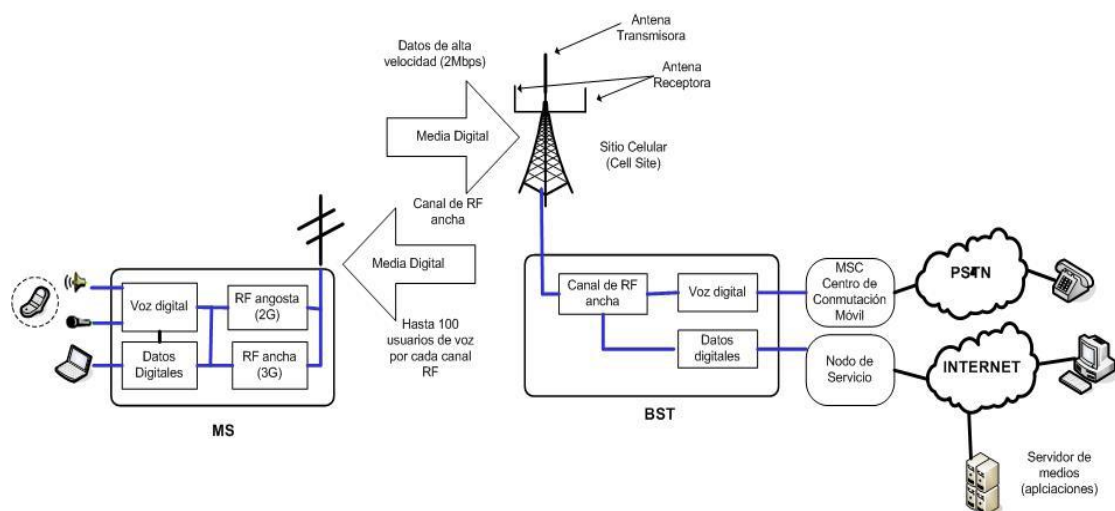 Antena
Transmisora
Datos de alta
velocidad (2Mbps)
Antena
Receptora
Media Digital
Sitio Celular
(Cell Site)
Canal de RF
ancha
Media Digital
Hasta 100
usuarios de voz
por cada canal
RF
Voz digital
RF angosta
(2G)
Datos
Digitales
RF ancha
(3G)
MS
Canal de RF
ancha
Voz digital
Datos
digitales
BST
MSC
Centro de
Conmutación
Móvil
PSTN
Nodo de
Servicio
INTERNET
Servidor de
medios
(aplciaciones)